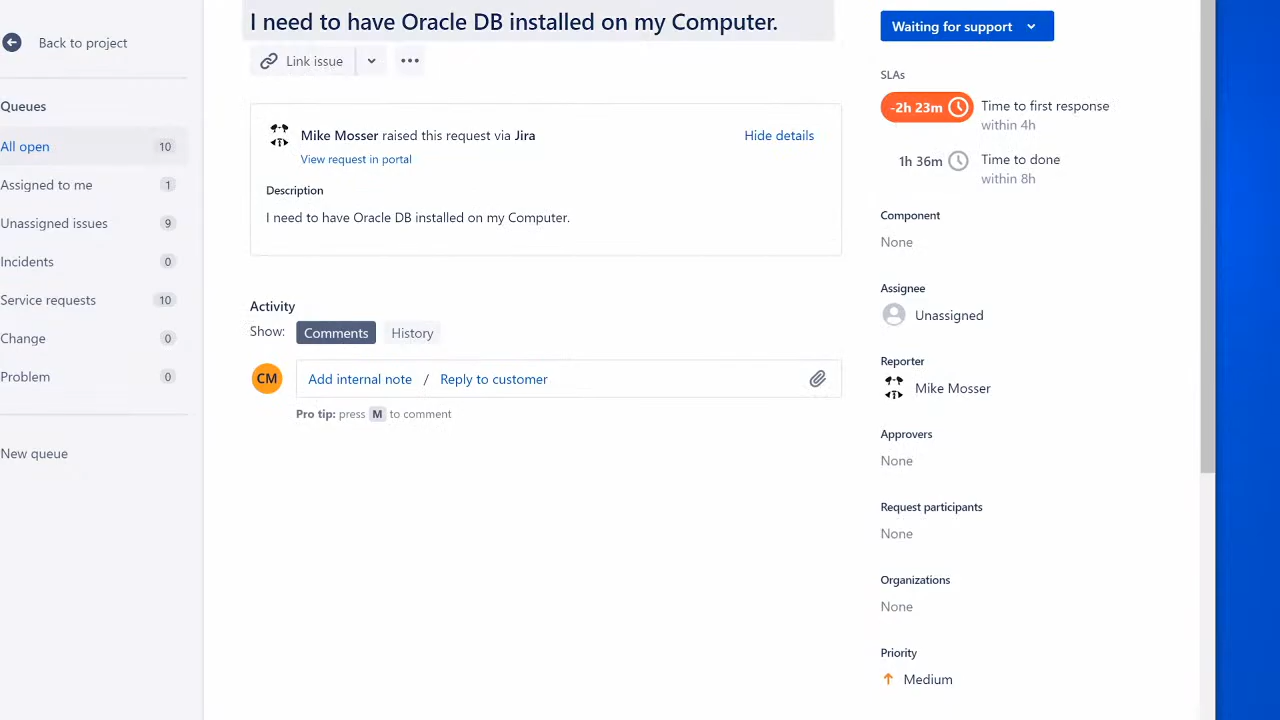 Back to project
Queues
All open 10
Assigned to me 1
Unassigned issues 9
Incidents 0
Service requests 10
Change 0
Problem 0
New queue
I need to have Oracle DB installed on my Computer.
Link issue
Mike Mosser raised this request via Jira
Hide details
View request in portal
Description
I need to have Oracle DB installed on my Computer.
Activity
Show: Comments History
CM Add internal note / Reply to customer
Pro tip: press M to comment
Waiting for support
SLAs
-2h 23m Time to first response
within 4h
1h 36m Time to done
within 8h
Component
None
Assignee
Unassigned
Reporter
Mike Mosser
Approvers
None
Request participants
None
Organizations
None
Priority
Medium